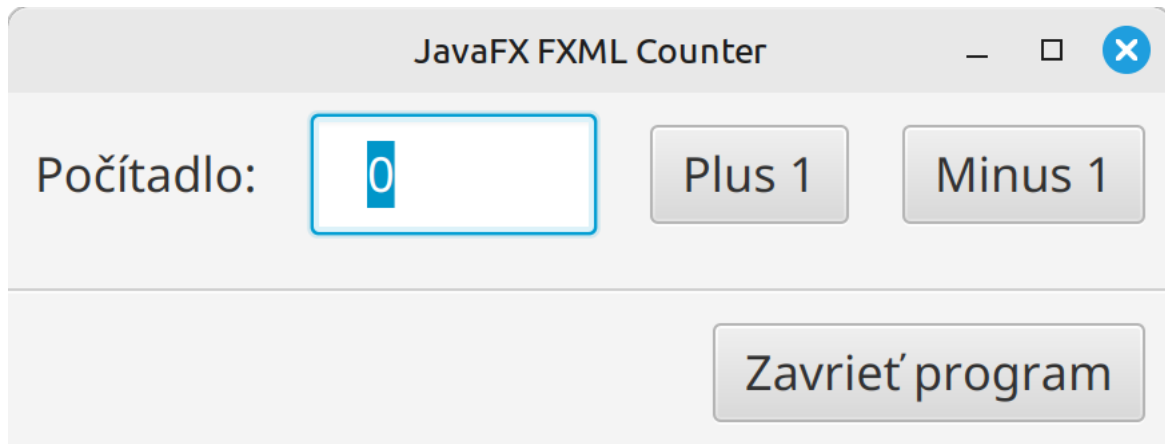 JavaFX FXML Counter
Počítadlo: 0 Plus 1 Minus 1
Zavrieť program